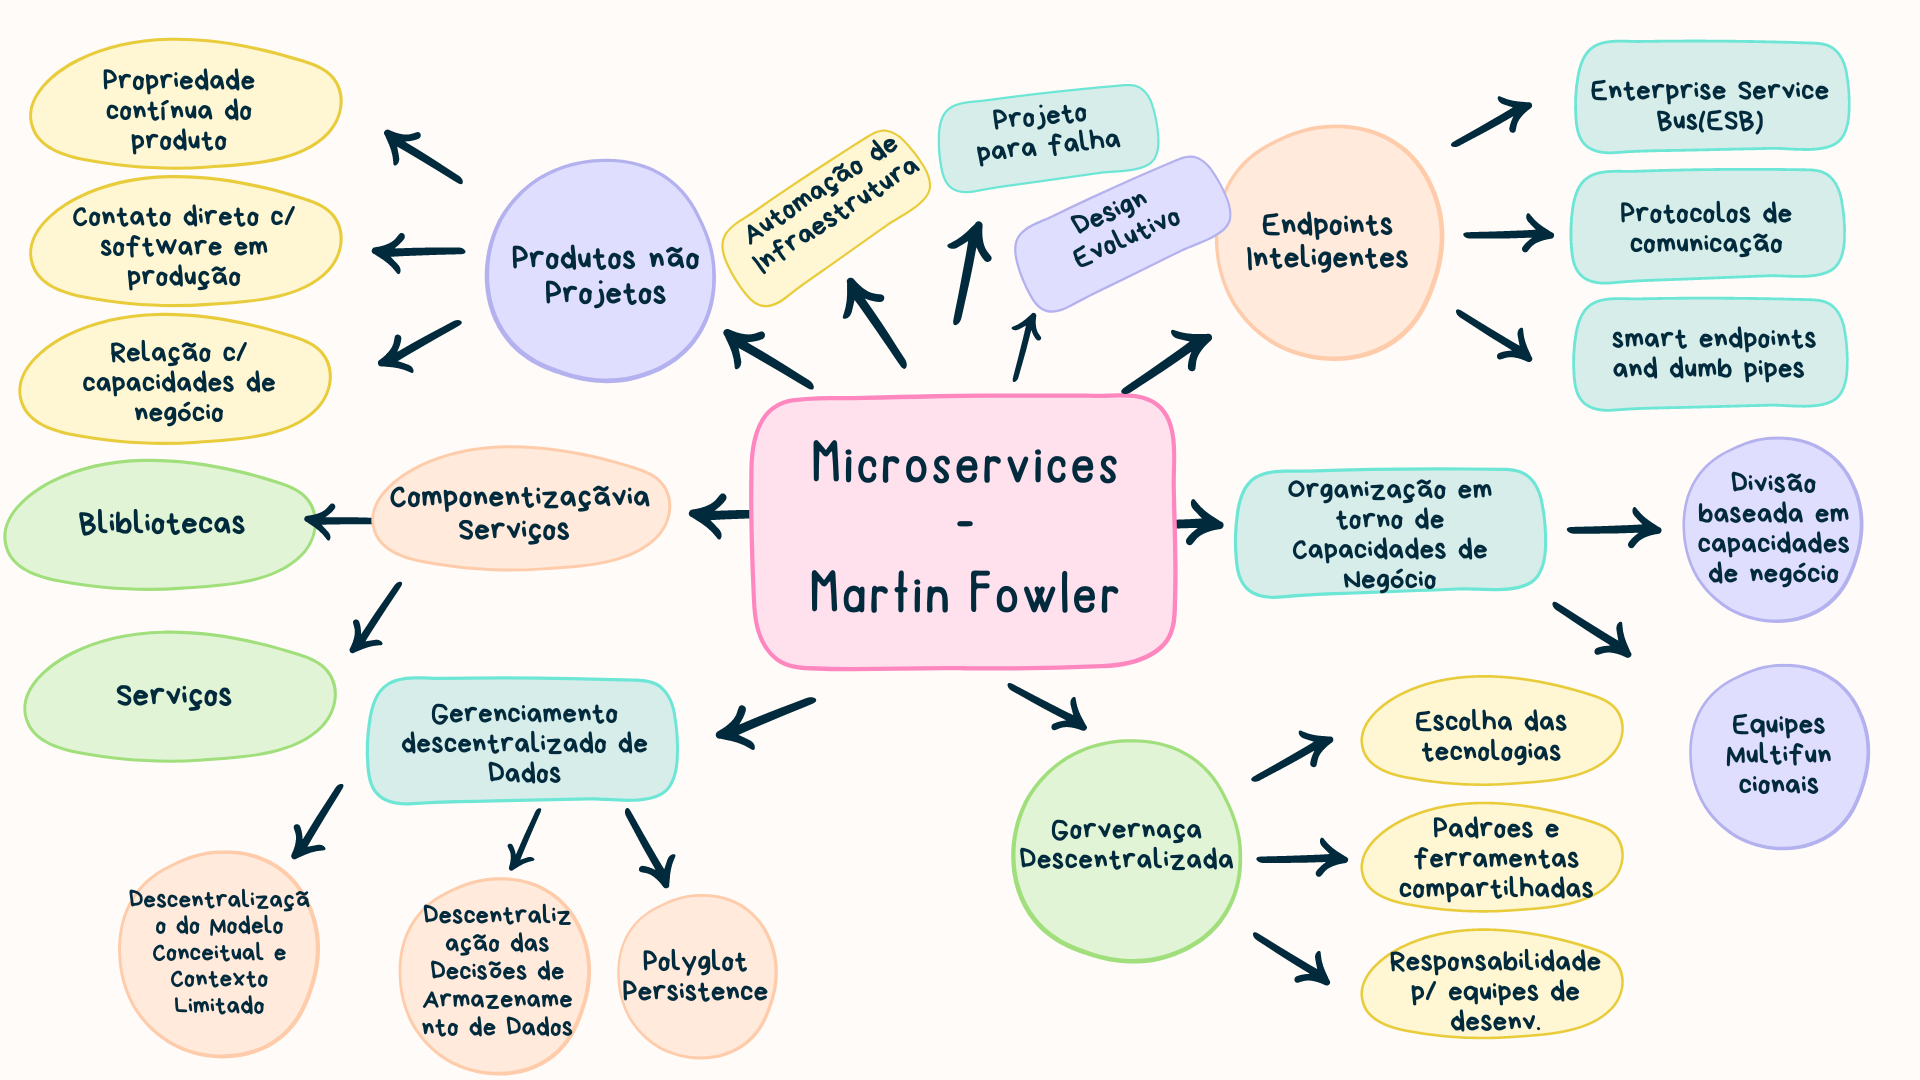 Propriedade
contínua do
produto
Contato direto c/
software em
produção
Relação c/
capacidades de
negócio
Produtos não
Projetos
Automação de
Infraestrutura
Projeto
para falha
Design
Evolutivo
Endpoints
Inteligentes
Enterprise Service
Bus(ESB)
Protocolos de
comunicação
smart endpoints
and dumb pipes
Blibliotecas
Componentizaçãvia
Serviços
Microservices
-
Martin Fowler
Organização em
torno de
Capacidades de
Negócio
Divisão
baseada em
capacidades
de negócio
Serviços
Gerenciamento
descentralizado de
Dados
Equipes
Multifun
cionais
Gorvernaça
Descentralizada
Escolha das
tecnologias
Padroes e
ferramentas
compartilhadas
Responsabilidade
p/ equipes de
desenv.
Descentralizaçã
o do Modelo
Conceitual e
Contexto
Limitado
Descentraliz
ação das
Decisões de
Armazename
nto de Dados
Polyglot
Persistence